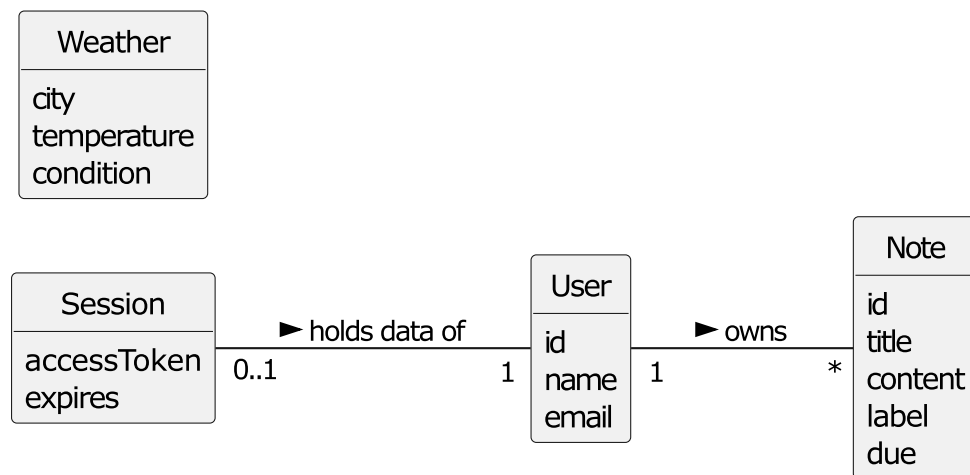 Weather
city
temperature
condition
Session
accessToken
expires
► holds data of
0..1
1
User
id
name
email
► owns
1
*
Note
id
title
content
label
due